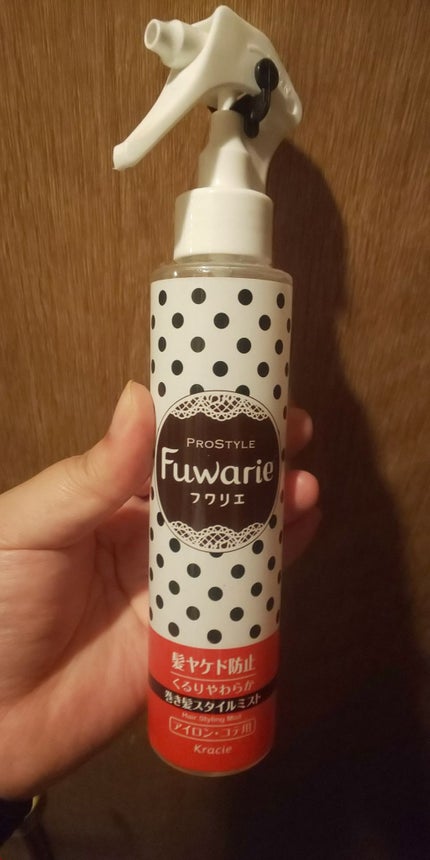 PROSTYLE
Fuwarie
フワリエ
髪ヤケド防止
くるりやわらか
巻き髪スタイルミスト
Hair Styling Mist
アイロン・コテ用
Kracie